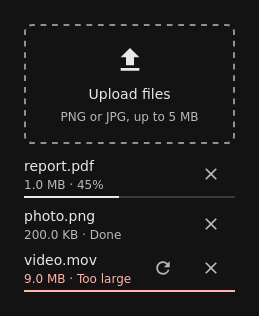 Upload files
PNG or JPG, up to 5 MB
report.pdf
1.0 MB · 45%
photo.png
200.0 KB · Done
video.mov
9.0 MB · Too large